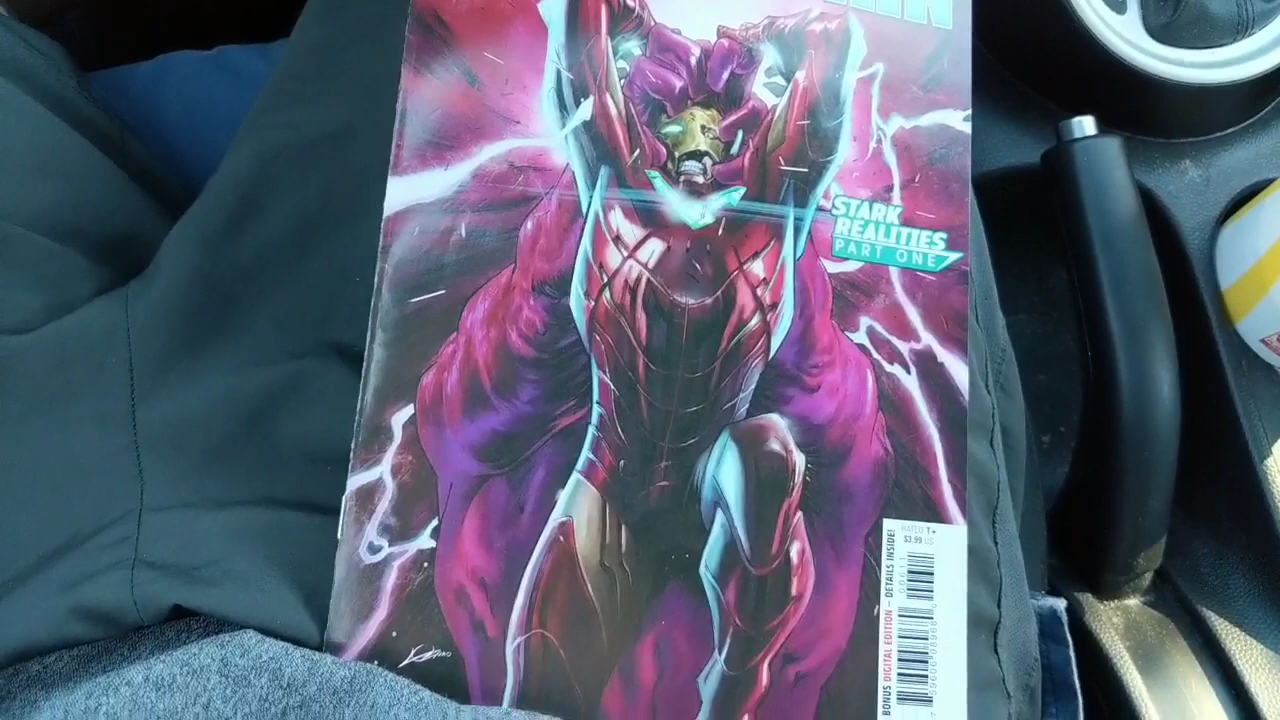 STARK
REALITIES
PART ONE
RATED T+
$3.99 US
BONUS DIGITAL EDITION – DETAILS INSIDE!